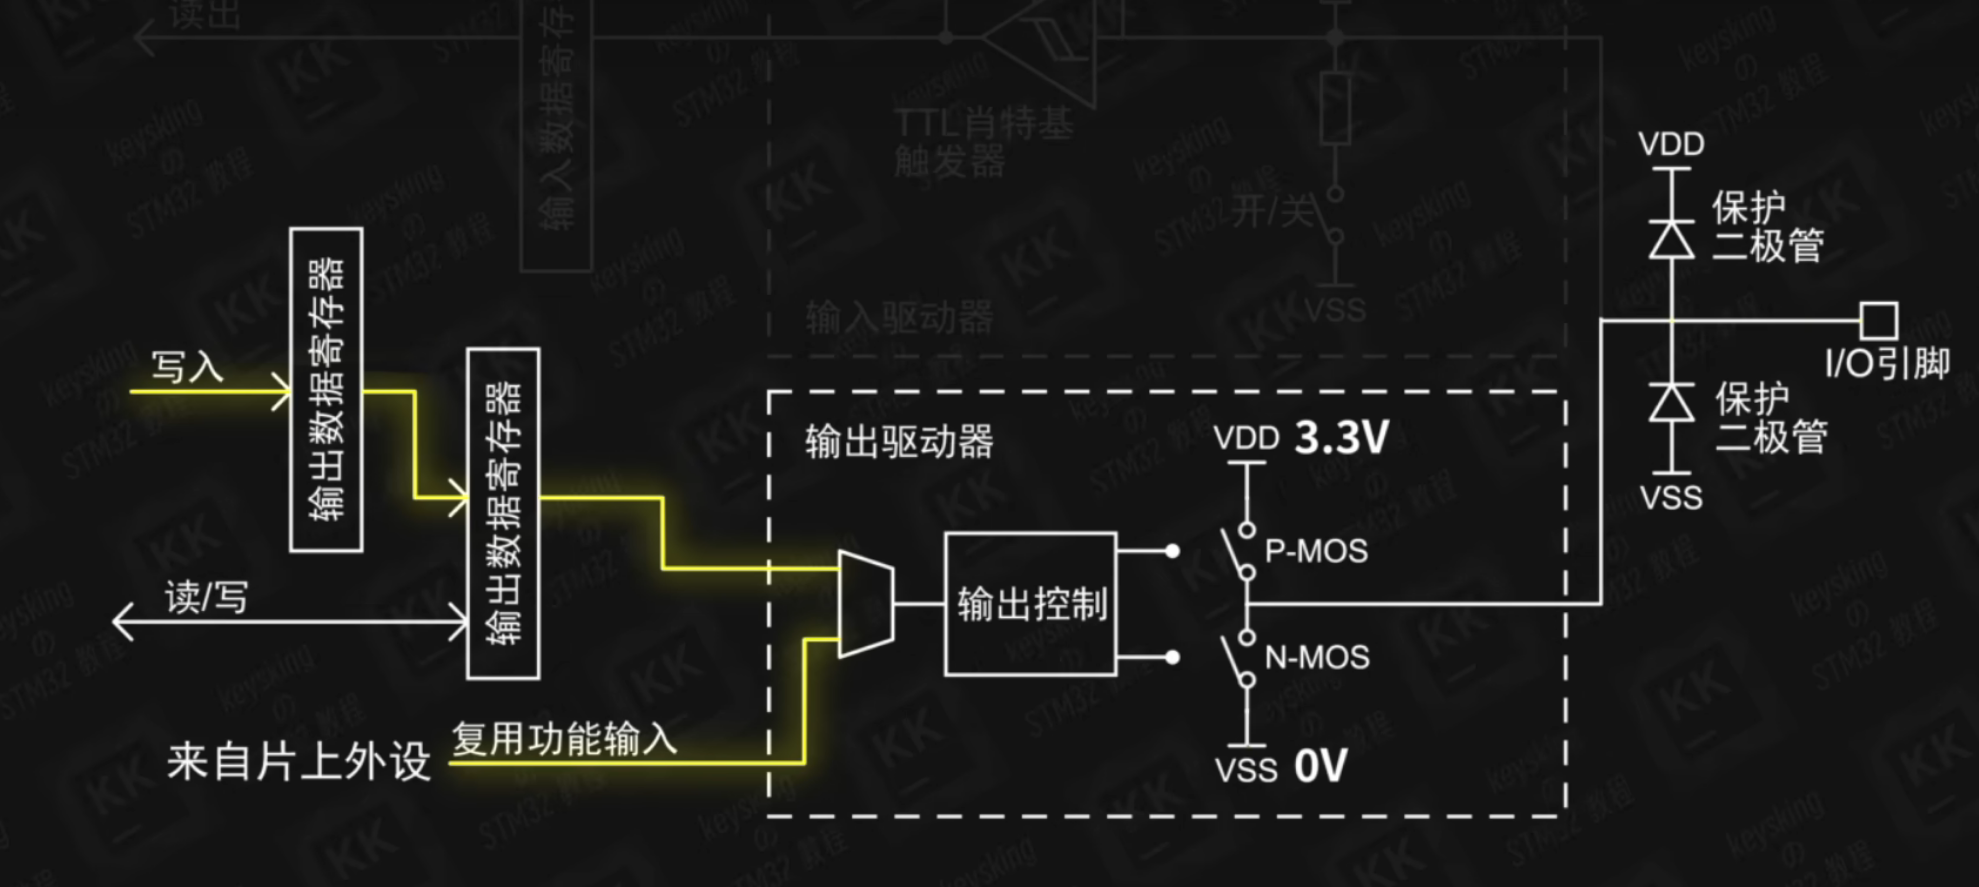 读出
输入数据寄存
TTL肖特基
触发器
开/关
VSS
输入驱动器
VDD
保护
二极管
I/O引脚
保护
二极管
VSS
写入
输出数据寄存器
输出数据寄存器
读/写
来自片上外设
复用功能输入
输出驱动器
VDD 3.3V
P-MOS
输出控制
N-MOS
VSS 0V
keysking
の
STM32 教程
KK